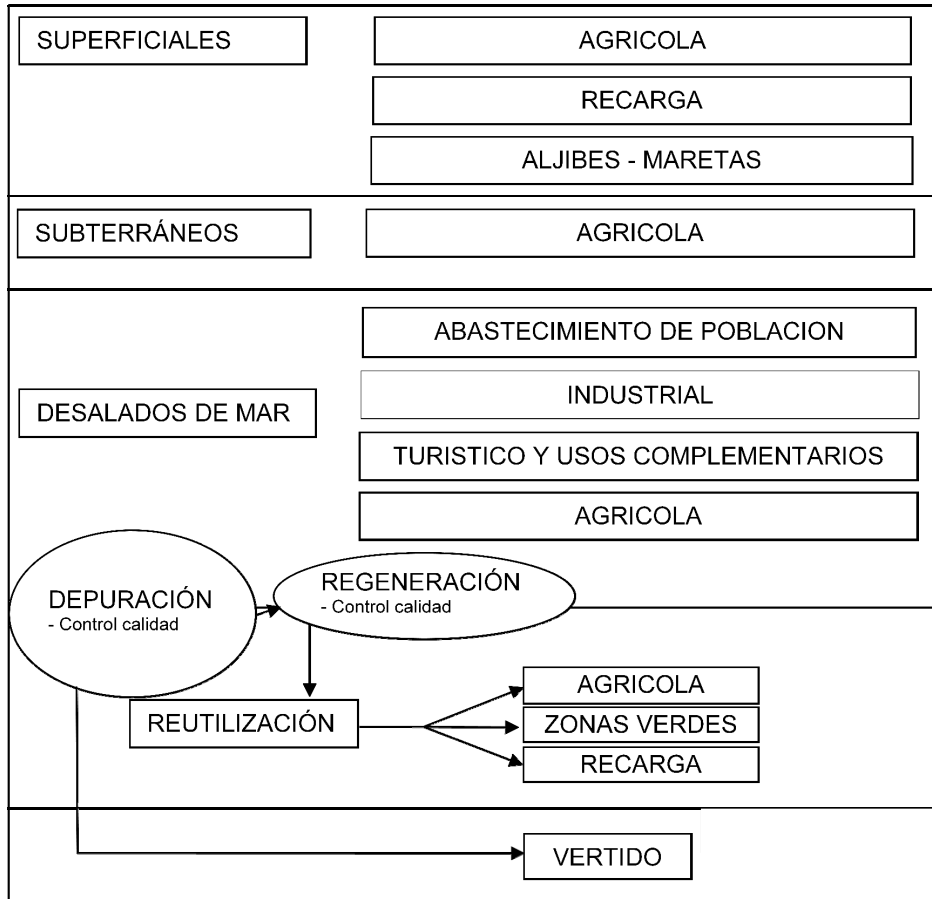 SUPERFICIALES
AGRICOLA
RECARGA
ALJIBES - MARETAS
SUBTERRÁNEOS
AGRICOLA
ABASTECIMIENTO DE POBLACION
INDUSTRIAL
DESALADOS DE MAR
TURISTICO Y USOS COMPLEMENTARIOS
AGRICOLA
DEPURACIÓN
- Control calidad
REGENERACIÓN
- Control calidad
REUTILIZACIÓN
AGRICOLA
ZONAS VERDES
RECARGA
VERTIDO